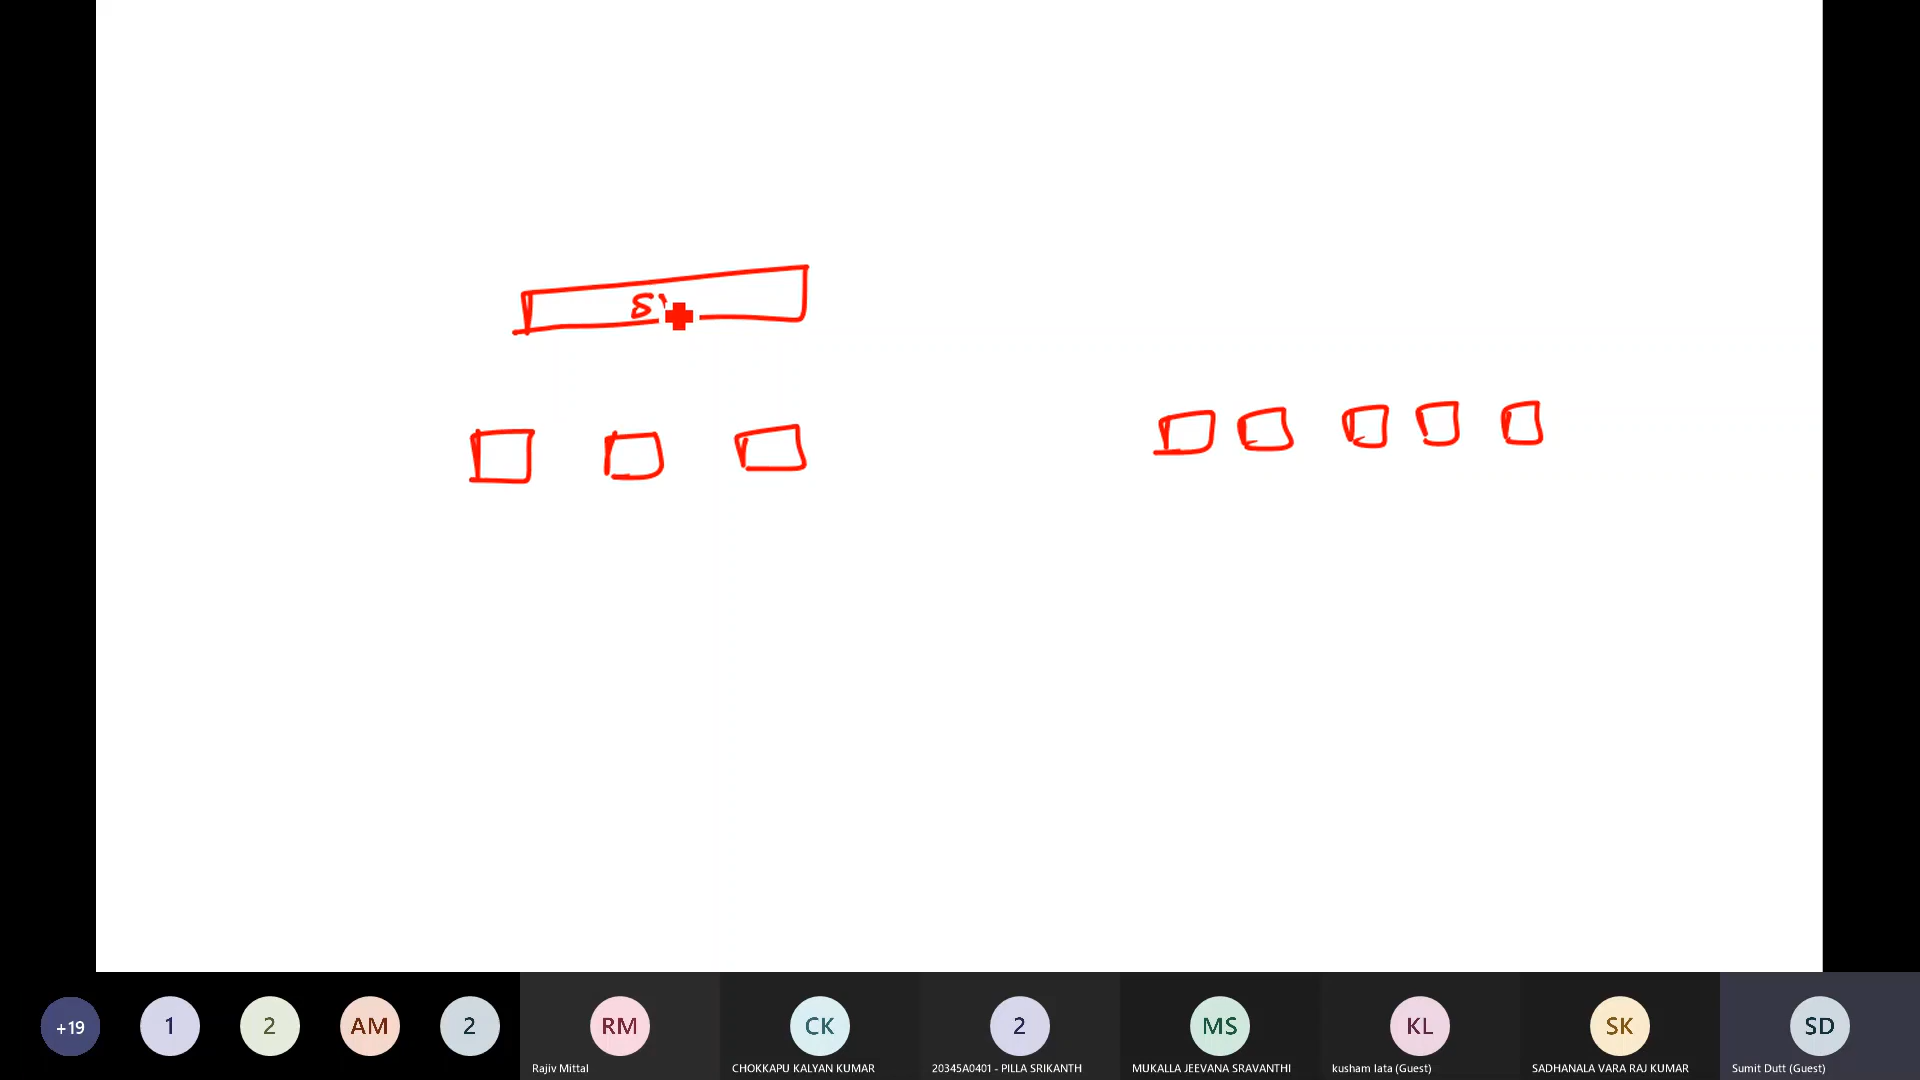 +19
1
2
AM
2
RM
CK
2
MS
KL
SK
SD
Rajiv Mittal
CHOKKAPU KALYAN KUMAR
20345A0401 - PILLA SRIKANTH
MUKALLA JEEVANA SRAVANTHI
kusham lata (Guest)
SADHANALA VARA RAJ KUMAR
Sumit Dutt (Guest)